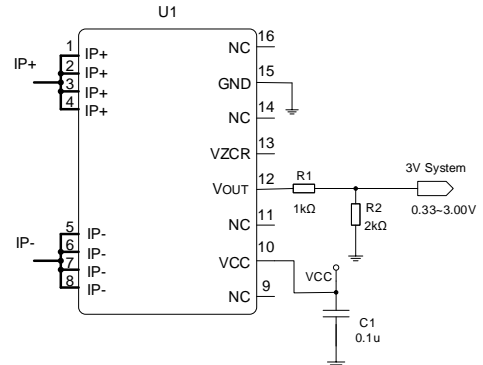 U1
IP+
1 IP+
2 IP+
3 IP+
4 IP+
IP-
5 IP-
6 IP-
7 IP-
8 IP-
NC 16
GND 15
NC 14
VZCR 13
VOUT 12
NC 11
VCC 10
NC 9
R1
1kΩ
R2
2kΩ
3V System
0.33~3.00V
VCC
C1
0.1u